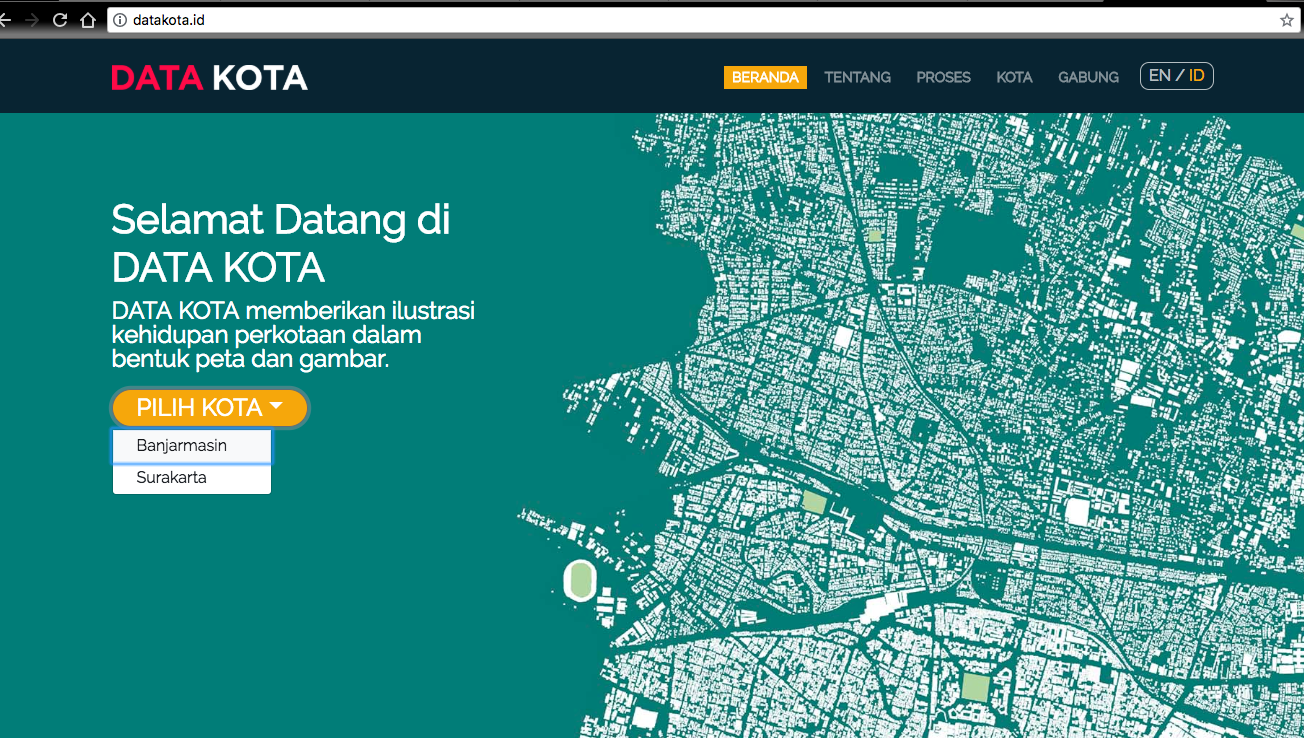 datakota.id
DATA KOTA
BERANDA TENTANG PROSES KOTA GABUNG EN / ID
Selamat Datang di
DATA KOTA
DATA KOTA memberikan ilustrasi
kehidupan perkotaan dalam
bentuk peta dan gambar.
PILIH KOTA
Banjarmasin
Surakarta